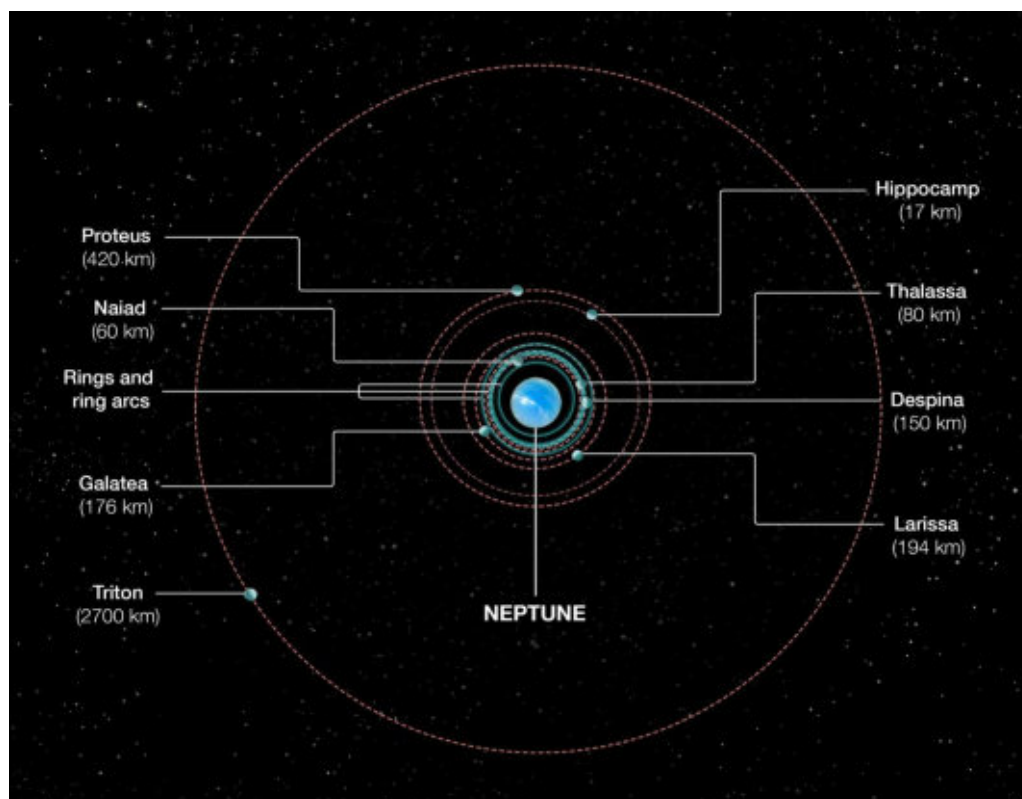 Proteus
(420 km)
Naiad
(60 km)
Rings and
ring arcs
Galatea
(176 km)
Triton
(2700 km)
NEPTUNE
Hippocamp
(17 km)
Thalassa
(80 km)
Despina
(150 km)
Larissa
(194 km)